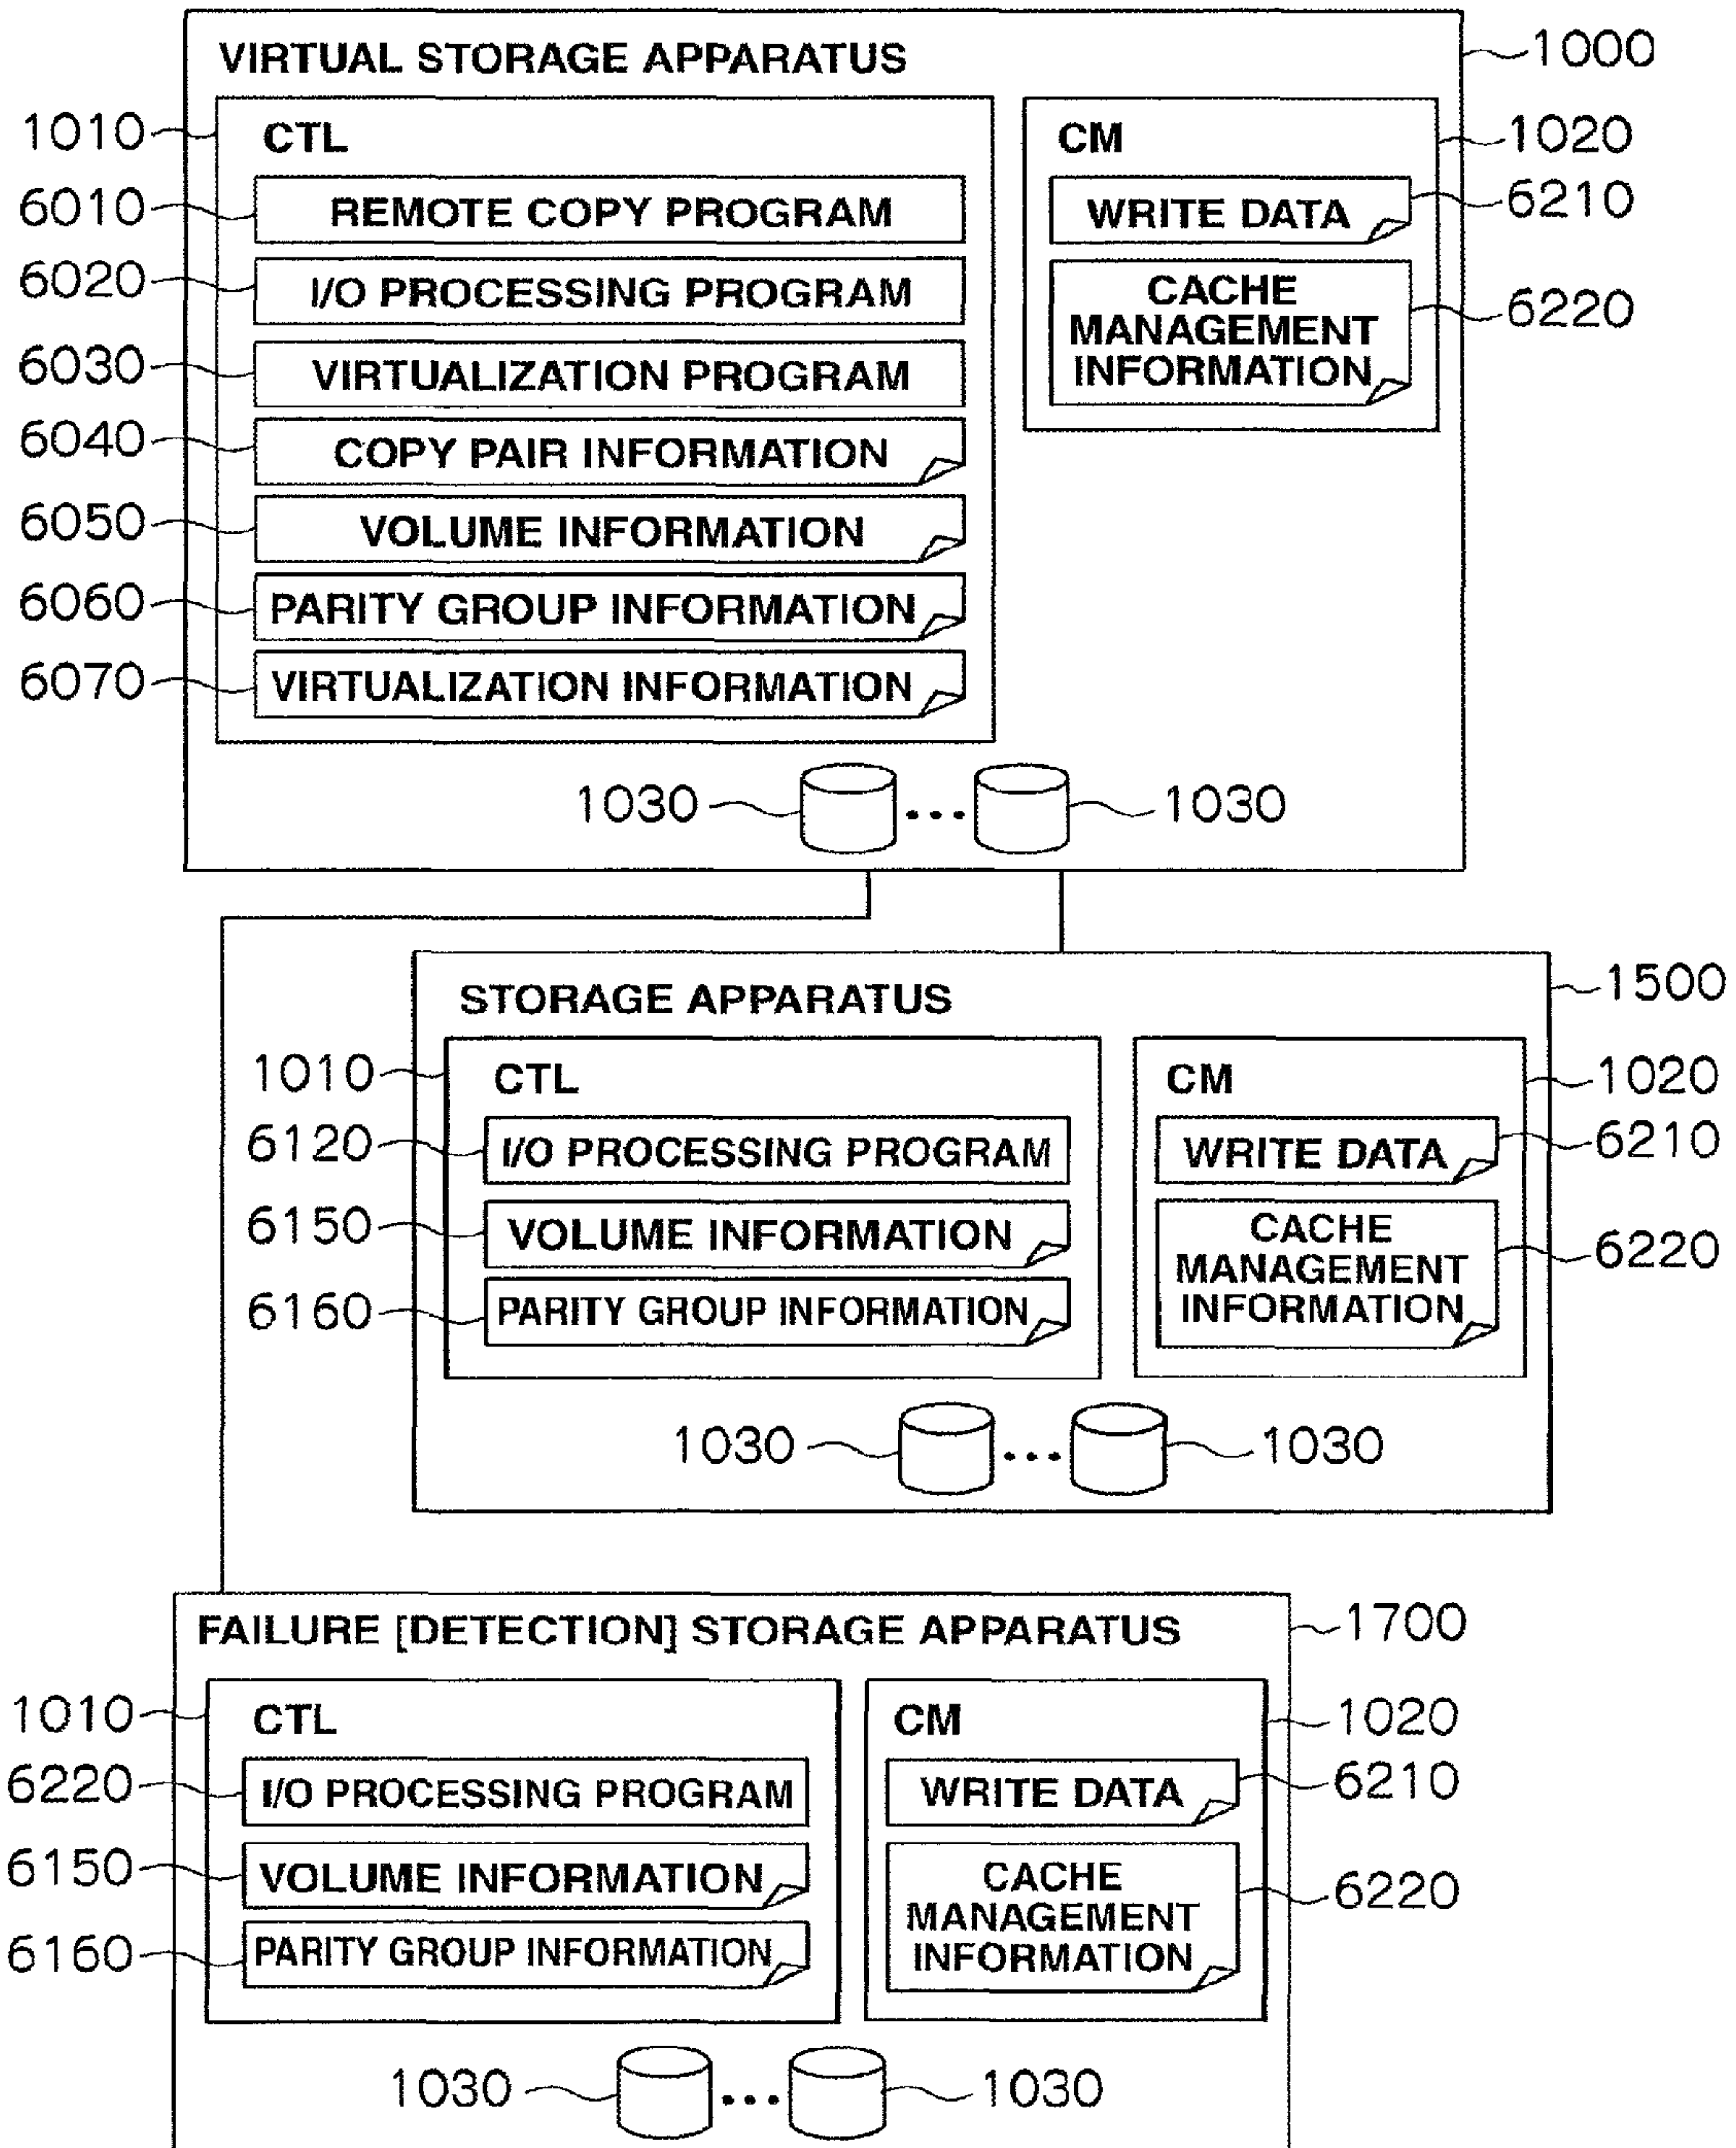 VIRTUAL STORAGE APPARATUS
1000
1010
CTL
CM
1020
6010
REMOTE COPY PROGRAM
WRITE DATA
6210
6020
I/O PROCESSING PROGRAM
CACHE
MANAGEMENT
INFORMATION
6220
6030
VIRTUALIZATION PROGRAM
6040
COPY PAIR INFORMATION
6050
VOLUME INFORMATION
6060
PARITY GROUP INFORMATION
6070
VIRTUALIZATION INFORMATION
1030
...
1030
STORAGE APPARATUS
1500
1010
CTL
CM
1020
6120
I/O PROCESSING PROGRAM
WRITE DATA
6210
6150
VOLUME INFORMATION
CACHE
MANAGEMENT
INFORMATION
6220
6160
PARITY GROUP INFORMATION
1030
...
1030
FAILURE [DETECTION] STORAGE APPARATUS
1700
1010
CTL
CM
1020
6220
I/O PROCESSING PROGRAM
WRITE DATA
6210
6150
VOLUME INFORMATION
CACHE
MANAGEMENT
INFORMATION
6220
6160
PARITY GROUP INFORMATION
1030
...
1030